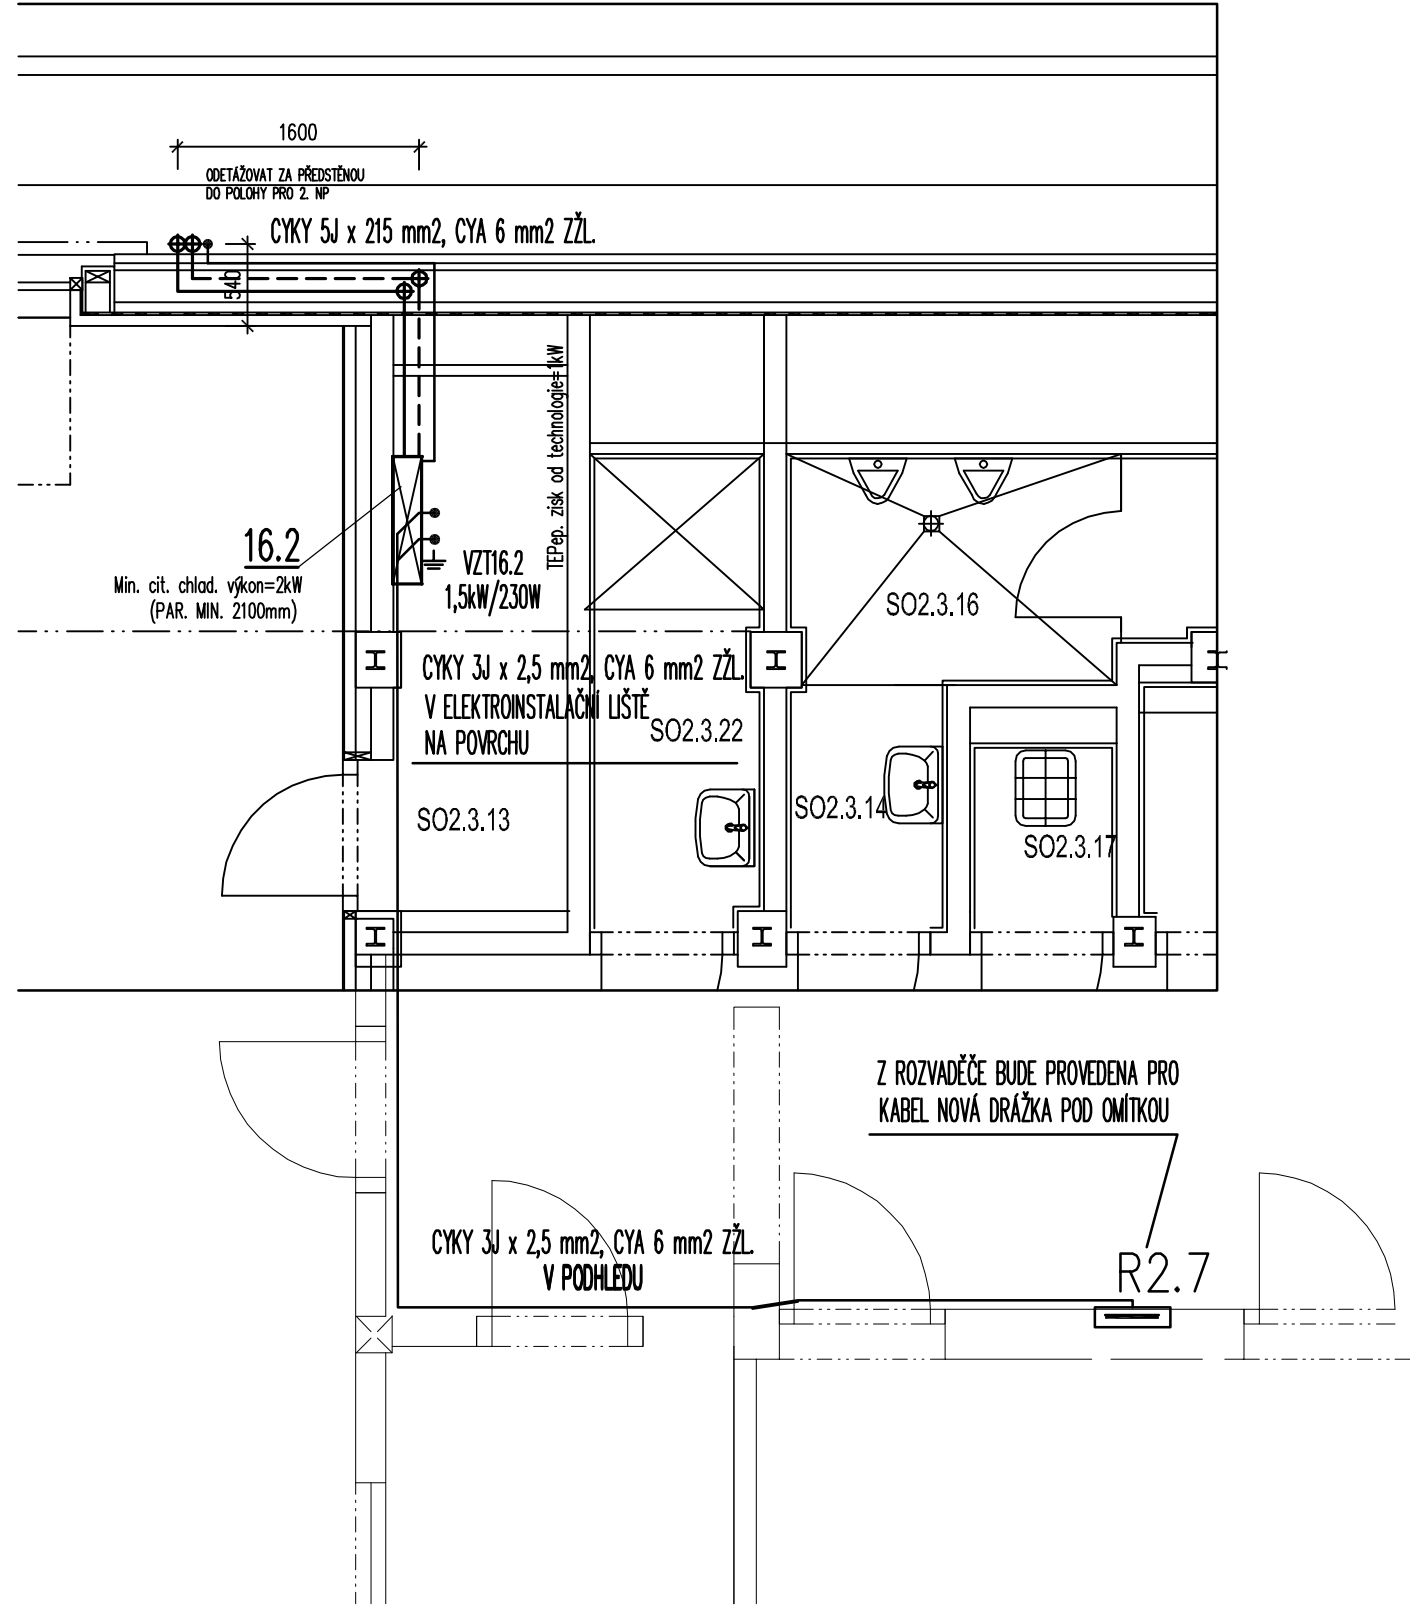 1600
ODETÁŽOVAT ZA PŘEDSTĚNOU
DO POLOHY PRO 2. NP
CYKY 5J x 215 mm2, CYA 6 mm2 ZŽL.
540
TEPep. zisk od technologie=1kW
16.2
Min. cit. chlad. výkon=2kW
(PAR. MIN. 2100mm)
VZT16.2
1,5kW/230W
SO2.3.16
CYKY 3J x 2,5 mm2, CYA 6 mm2 ZŽL.
V ELEKTROINSTALAČNÍ LIŠTĚ
NA POVRCHU
SO2.3.22
SO2.3.13
SO2.3.14
SO2.3.17
Z ROZVADĚČE BUDE PROVEDENA PRO
KABEL NOVÁ DRÁŽKA POD OMÍTKOU
CYKY 3J x 2,5 mm2, CYA 6 mm2 ZŽL.
V PODHLEDU
R2.7